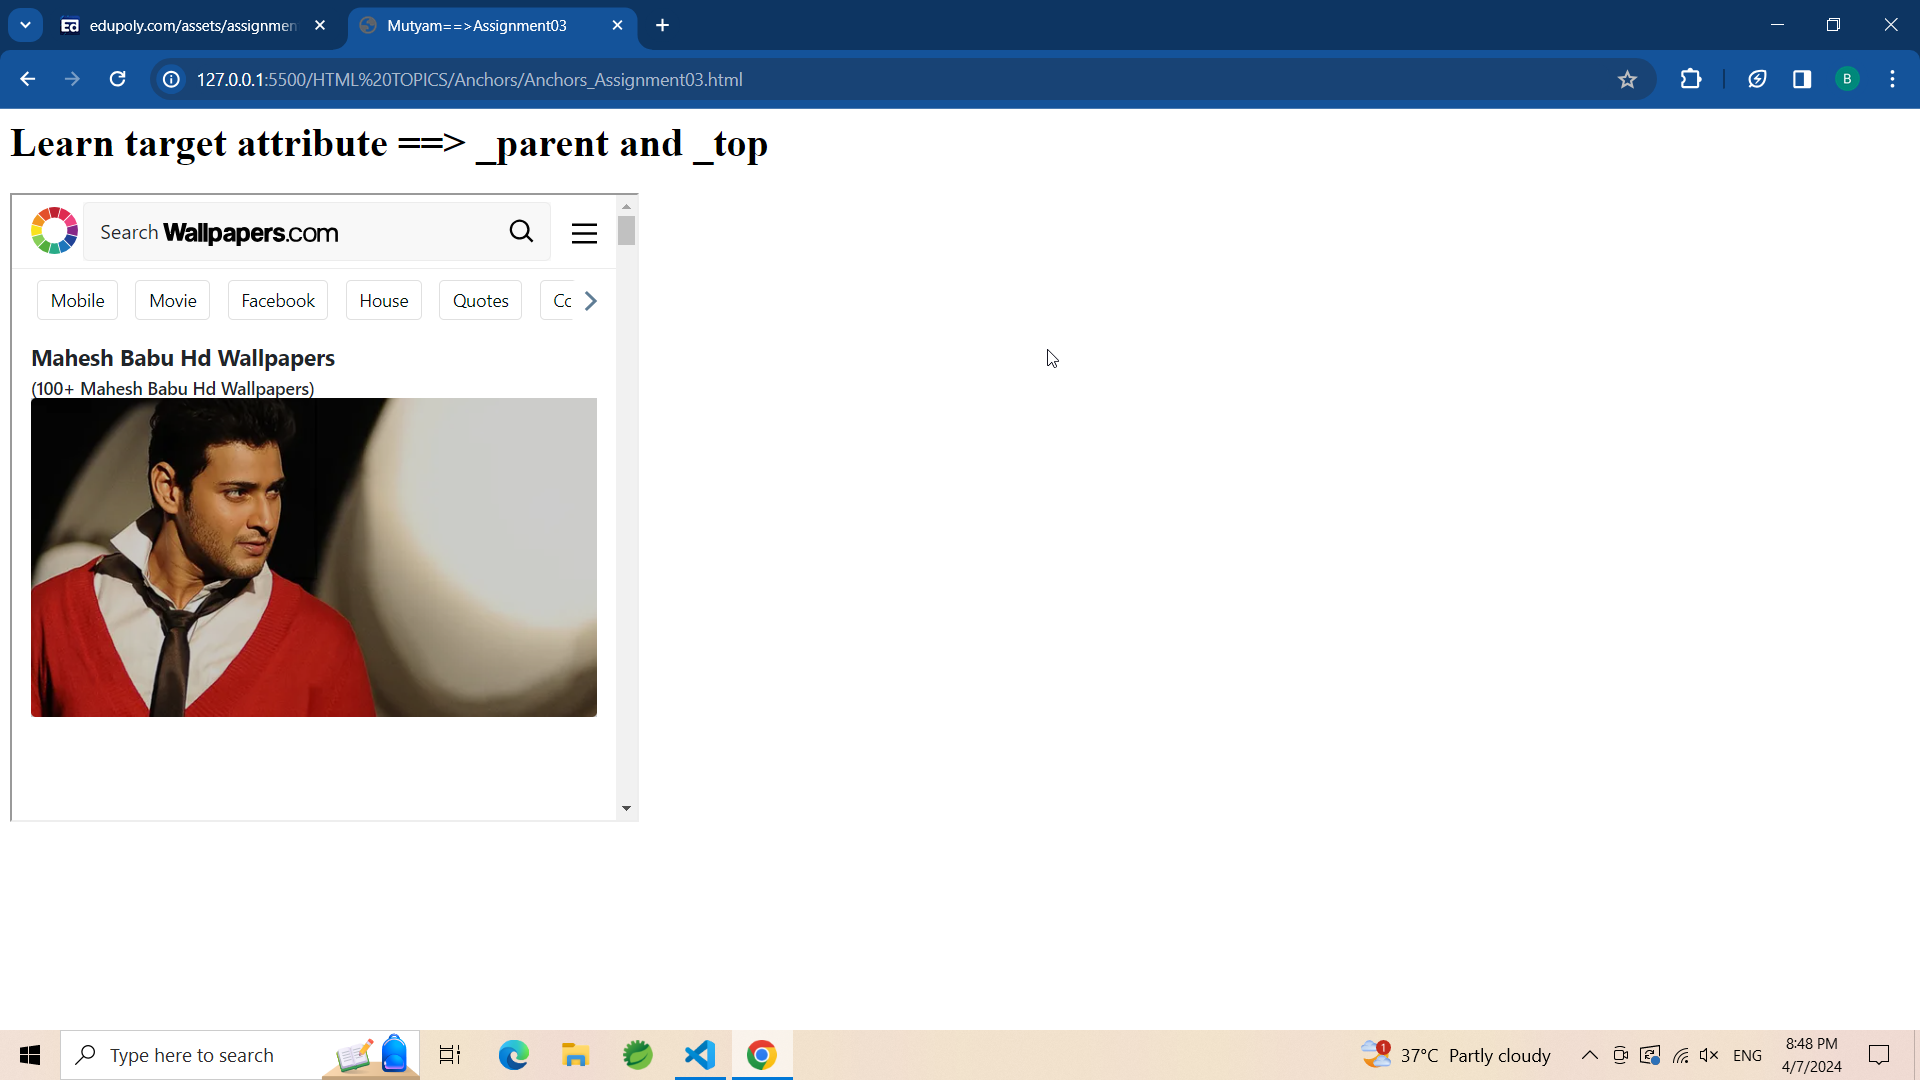 Ed edupoly.com/assets/assignmen
Mutyam==>Assignment03
127.0.0.1:5500/HTML%20TOPICS/Anchors/Anchors_Assignment03.html
B
Learn target attribute ==> _parent and _top
Search Wallpapers.com
Mobile Movie Facebook House Quotes Co
Mahesh Babu Hd Wallpapers
(100+ Mahesh Babu Hd Wallpapers)
Type here to search
1
37°C Partly cloudy
ENG
8:48 PM
4/7/2024